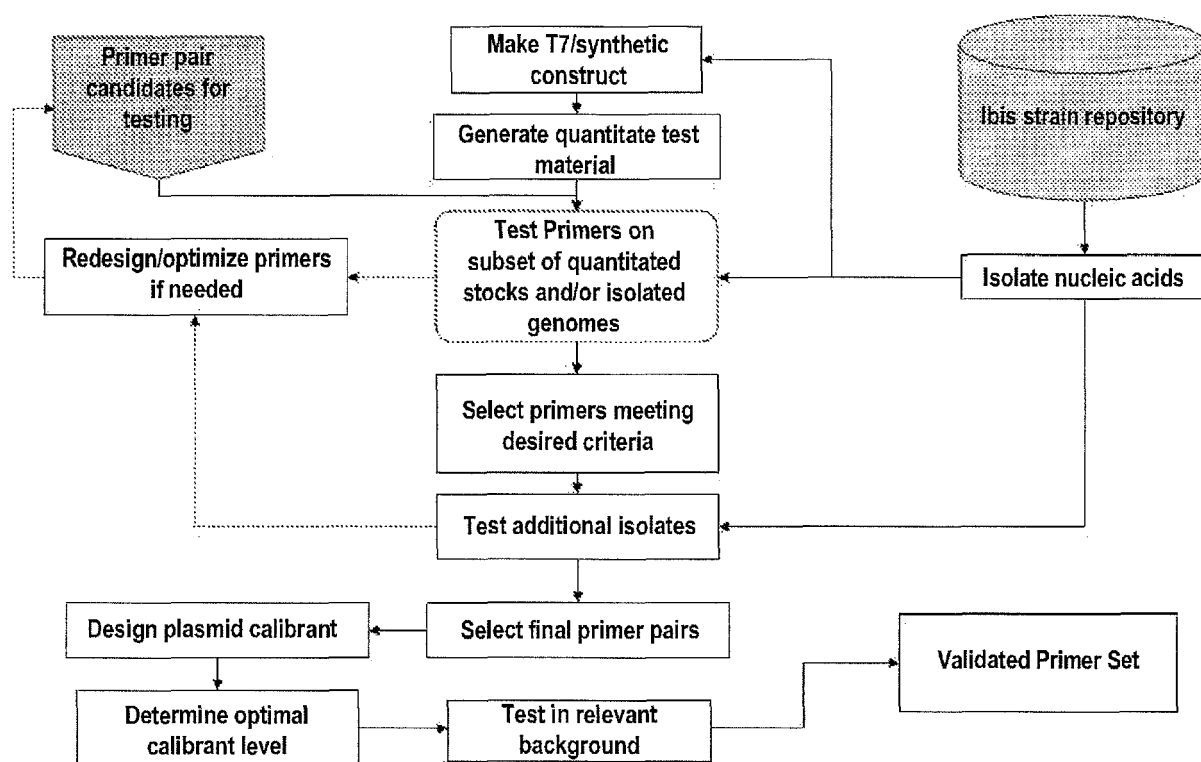 Primer pair
candidates for
testing
Make T7/synthetic
construct
Ibis strain repository
Generate quantitate test
material
Test Primers on
subset of quantitated
stocks and/or isolated
genomes
Redesign/optimize primers
if needed
Isolate nucleic acids
Select primers meeting
desired criteria
Test additional isolates
Design plasmid calibrant
Select final primer pairs
Validated Primer Set
Determine optimal
calibrant level
Test in relevant
background